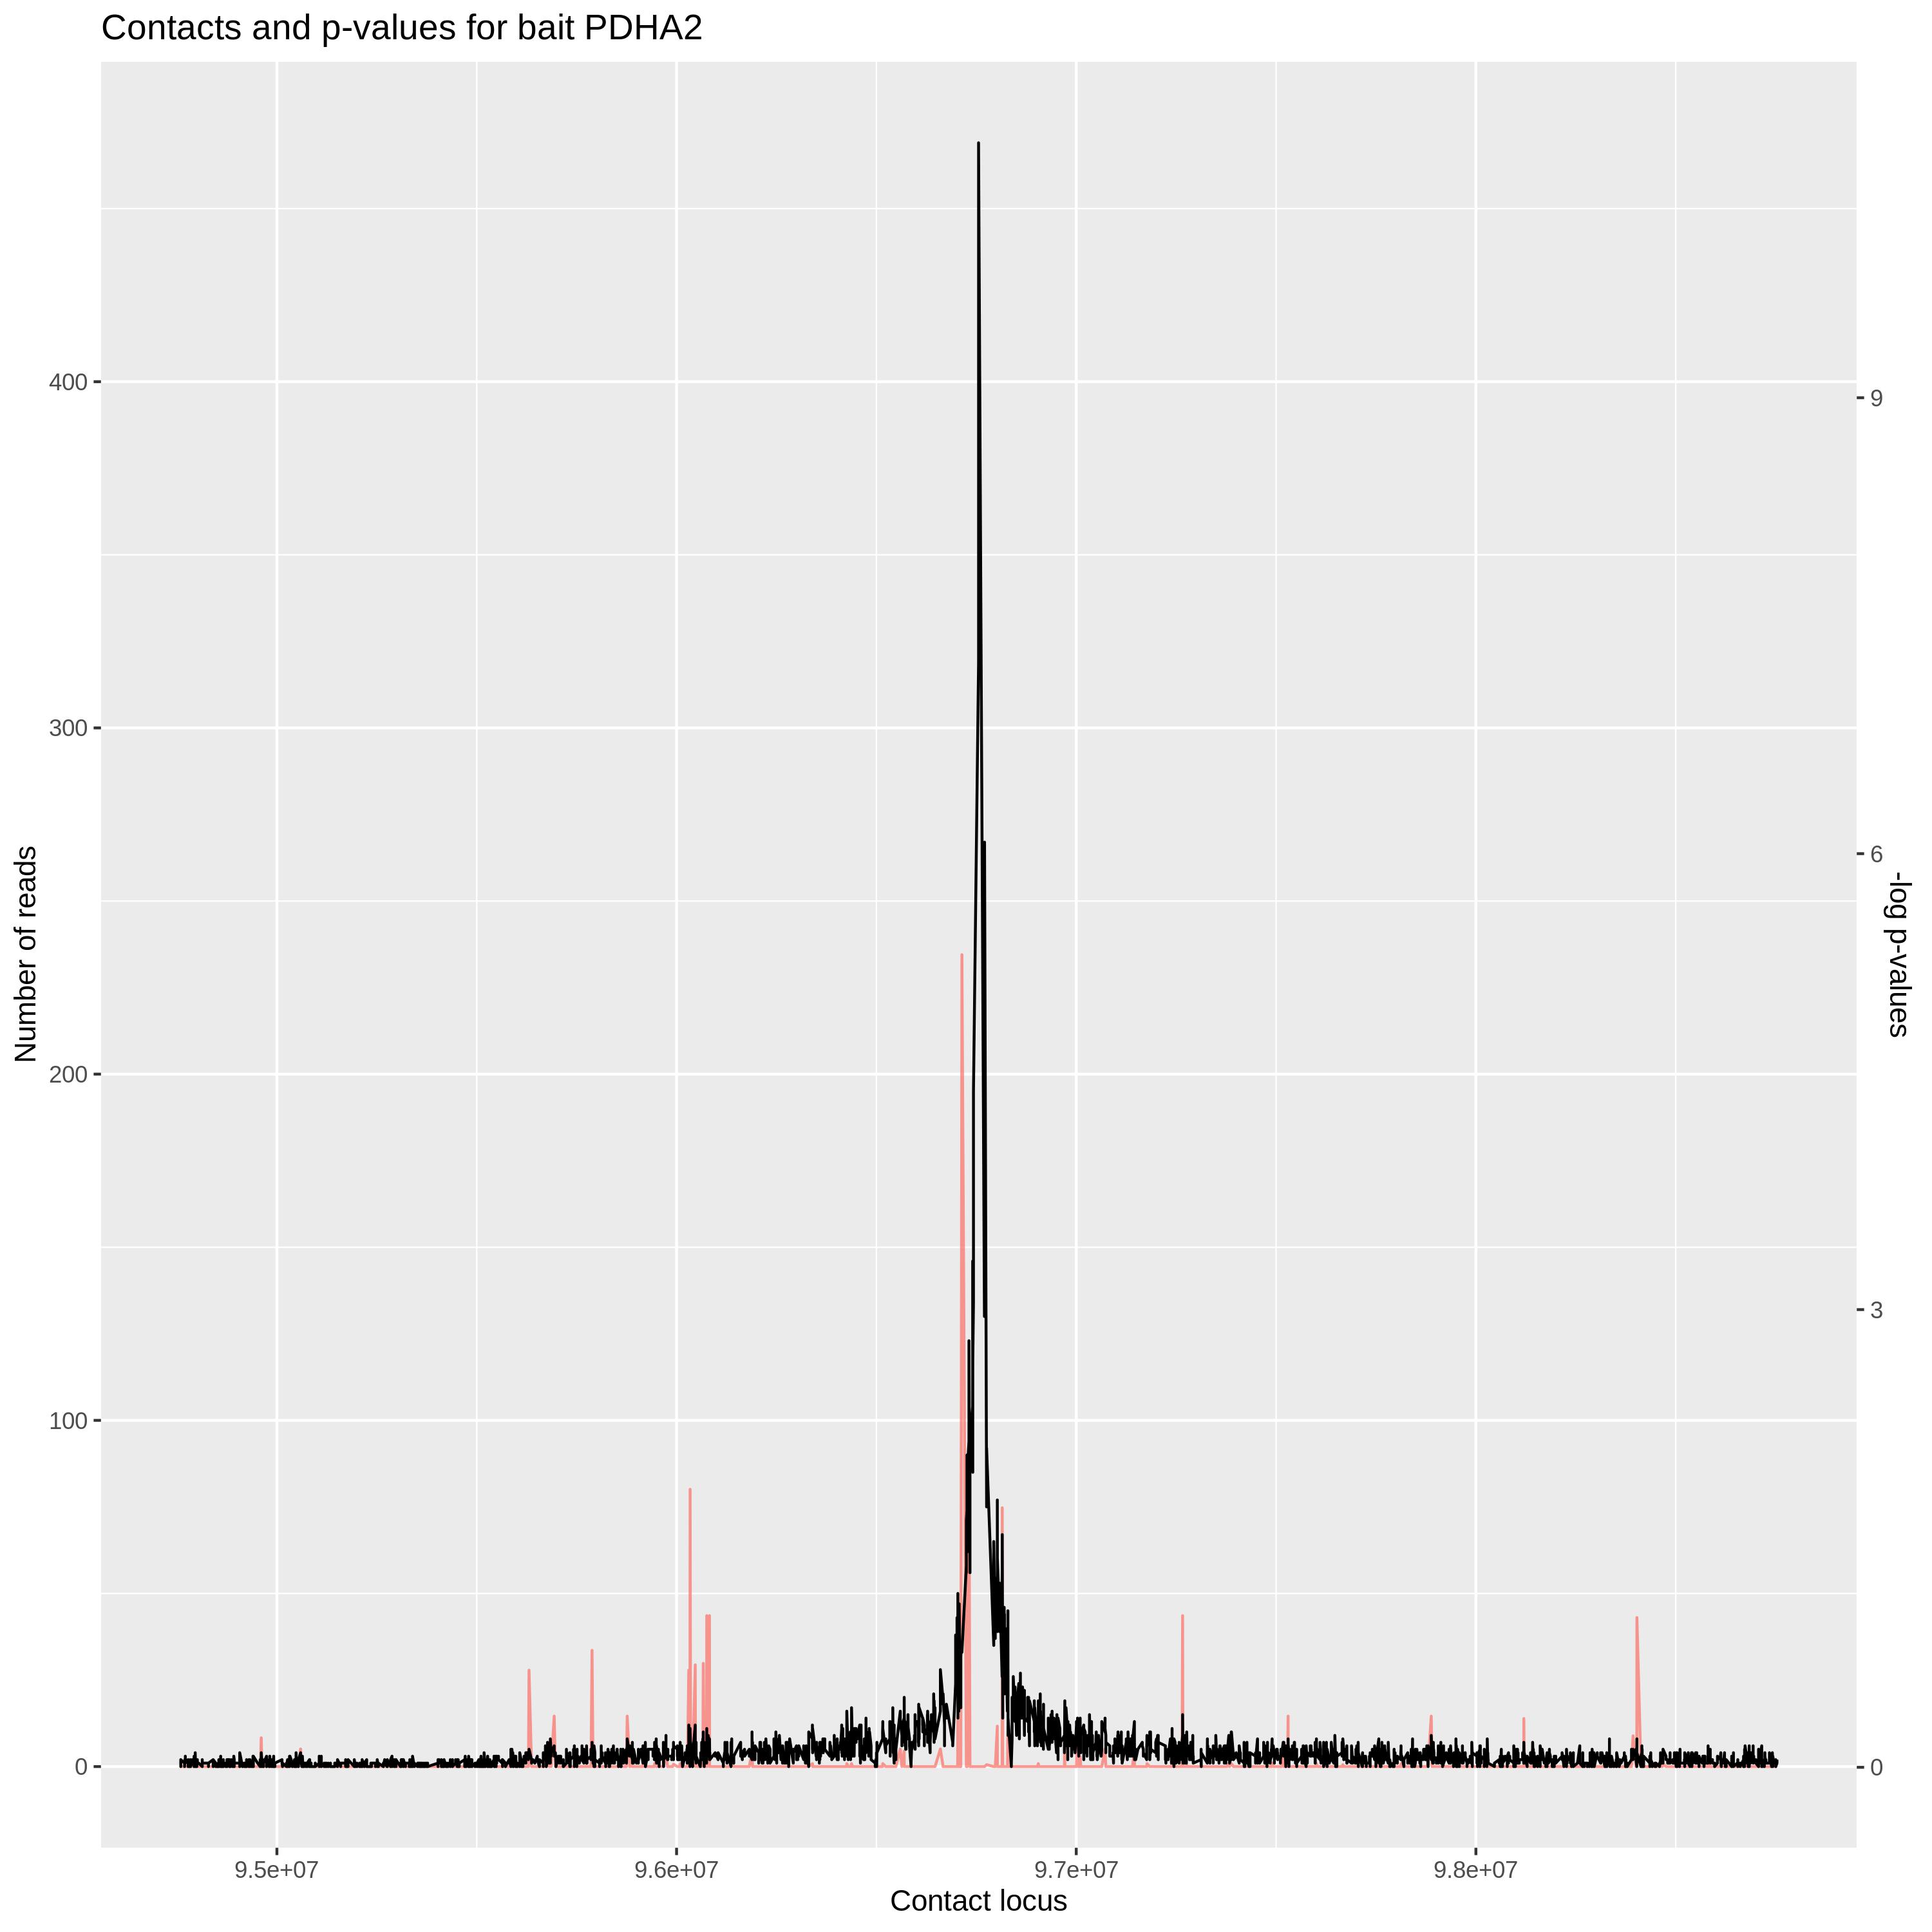 Contacts and p-values for bait PDHA2
400
300
200
100
0
Number of reads
9
6
3
0
-log p-values
9.5e+07
9.6e+07
9.7e+07
9.8e+07
Contact locus